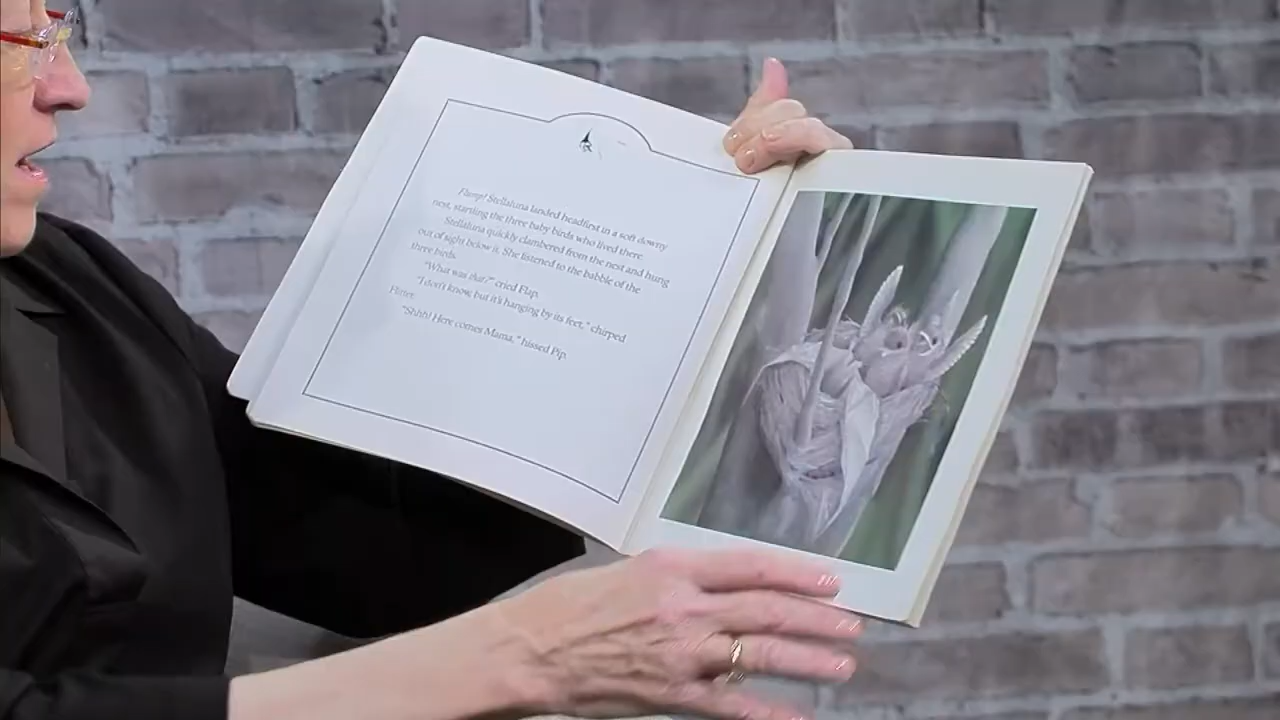 Flump! Stellaluna landed headfirst in a soft downy
nest, startling the three baby birds who lived there.
Stellaluna quickly clambered from the nest and hung
out of sight below it. She listened to the babble of the
three birds.
"What was that?" cried Flap.
"I don't know, but it's hanging by its feet," chirped
Flitter.
"Shhh! Here comes Mama," hissed Pip.